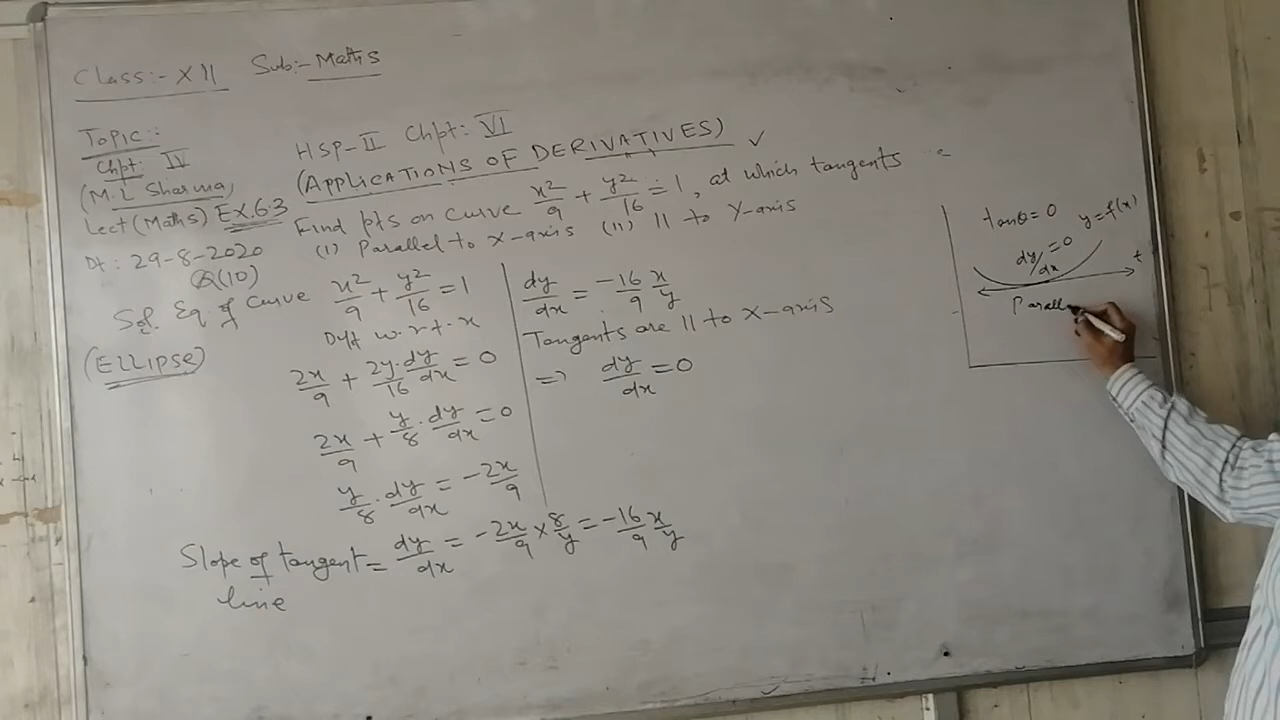 Class:- XII Sub:- Maths
Topic:
Chpt: IV
(M.L Sharma,
Lect (Maths) EX.6.3
Dt: 29-8-2020
Q(10)
HSP-II Chpt: VI
(APPLICATIONS OF DERIVATIVES) ✓
Find pts on curve x²/9 + y²/16 = 1, at which tangents
(i) Parallel to X-axis (ii) || to Y-axis
Sol. Eq of curve x²/9 + y²/16 = 1
Diff w.r.t. x
(ELLIPSE)
2x/9 + 2y/16 . dy/dx = 0
2x/9 + y/8 . dy/dx = 0
y/8 . dy/dx = -2x/9
Slope of tangent = dy/dx = -2x/9 × 8/y = -16/9 x/y
line
dy/dx = -16/9 x/y
Tangents are || to X-axis
=> dy/dx = 0
tanθ = 0 y=f(x)
dy/dx = 0
t
Parall